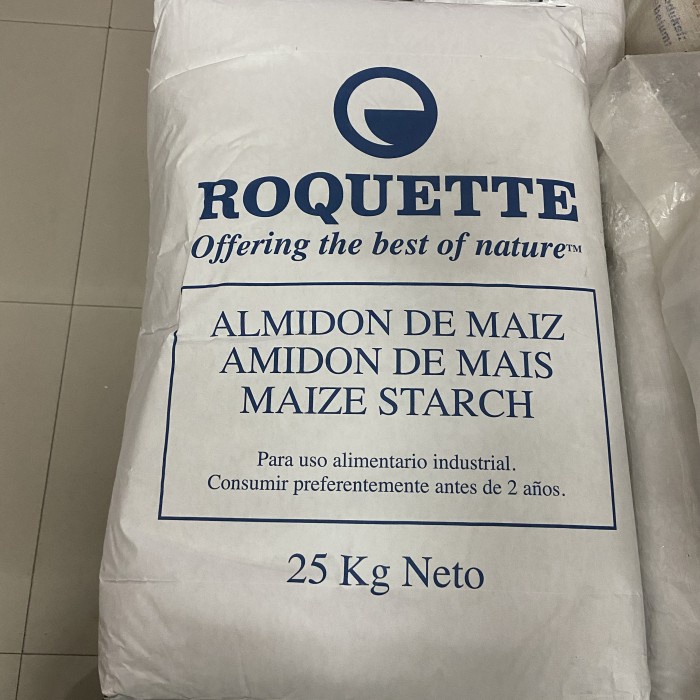 ROQUETTE
Offering the best of nature™
ALMIDON DE MAIZ
AMIDON DE MAIS
MAIZE STARCH
Para uso alimentario industrial.
Consumir preferentemente antes de 2 años.
25 Kg Neto